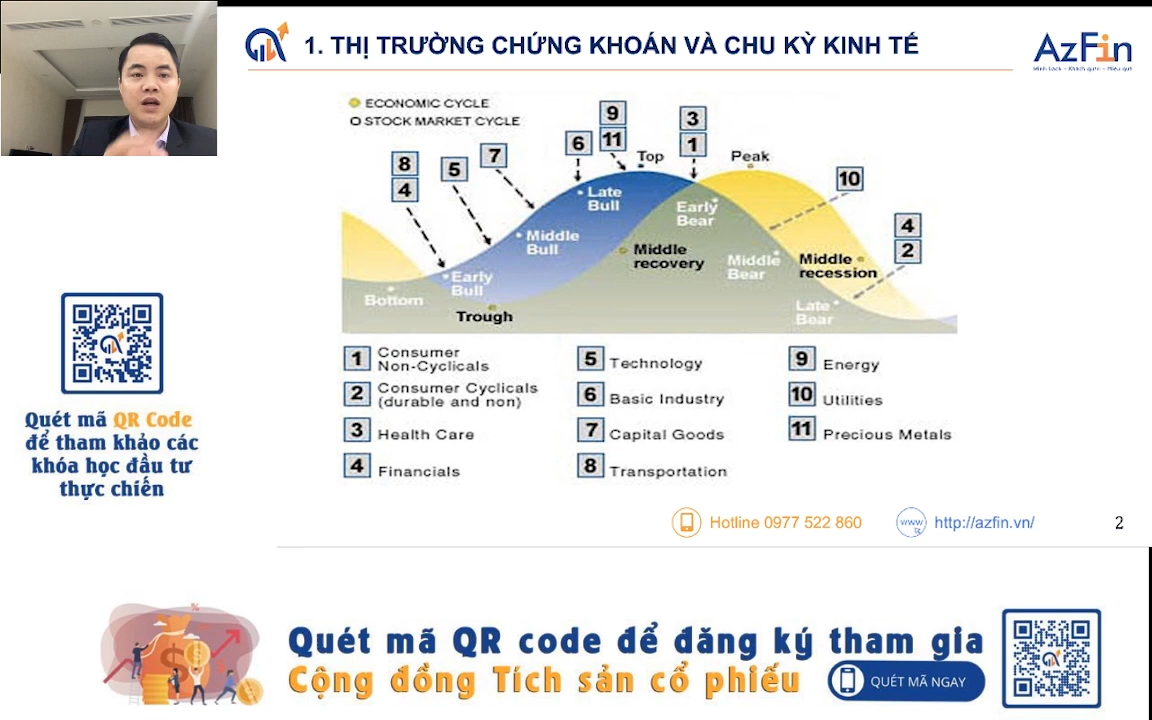 1. THỊ TRƯỜNG CHỨNG KHOÁN VÀ CHU KỲ KINH TẾ
AzFin
ECONOMIC CYCLE
STOCK MARKET CYCLE
9
3
6
11
1
7
Top
Peak
8
5
10
4
Late
Bull
Early
Bear
4
2
Middle
Bull
Middle
recovery
Middle
Bear
Middle
recession
Early
Bull
Bottom
Late
Bear
Trough
1 Consumer
Non-Cyclicals
5 Technology
9 Energy
2 Consumer Cyclicals
(durable and non)
6 Basic Industry
10 Utilities
3 Health Care
7 Capital Goods
11 Precious Metals
4 Financials
8 Transportation
Quét mã QR Code
để tham khảo các
khóa học đầu tư
thực chiến
Hotline 0977 522 860
www
http://azfin.vn/
2
Quét mã QR code để đăng ký tham gia
Cộng đồng Tích sản cổ phiếu
QUÉT MÃ NGAY